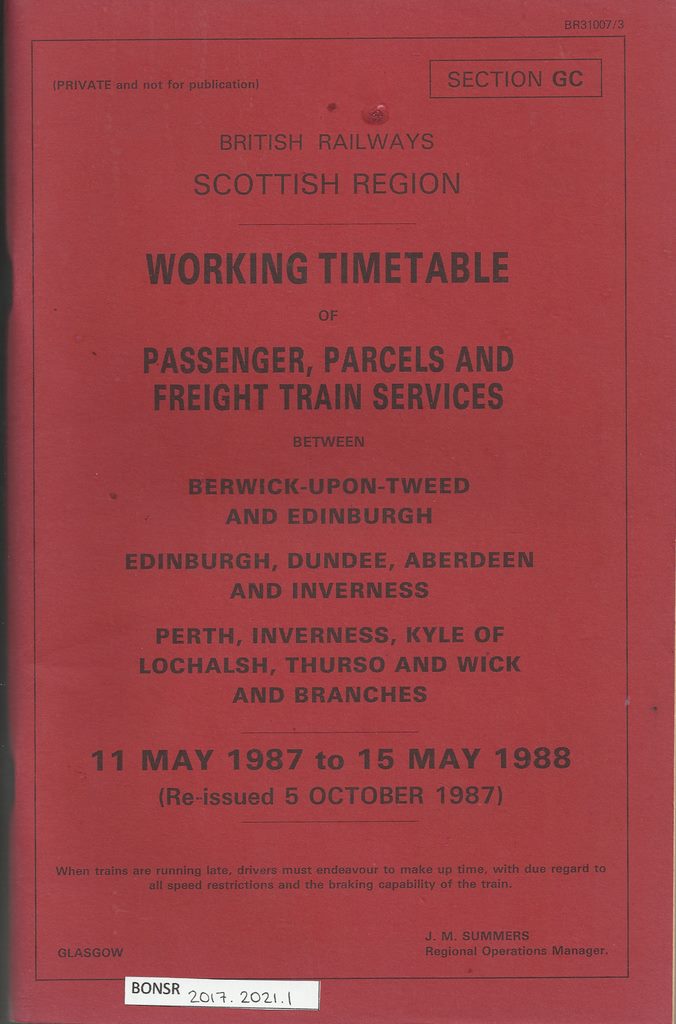 BR31007/3
(PRIVATE and not for publication)
SECTION GC
BRITISH RAILWAYS
SCOTTISH REGION
WORKING TIMETABLE
OF
PASSENGER, PARCELS AND
FREIGHT TRAIN SERVICES
BETWEEN
BERWICK-UPON-TWEED
AND EDINBURGH
EDINBURGH, DUNDEE, ABERDEEN
AND INVERNESS
PERTH, INVERNESS, KYLE OF
LOCHALSH, THURSO AND WICK
AND BRANCHES
11 MAY 1987 to 15 MAY 1988
(Re-issued 5 OCTOBER 1987)
When trains are running late, drivers must endeavour to make up time, with due regard to
all speed restrictions and the braking capability of the train.
J. M. SUMMERS
GLASGOW Regional Operations Manager.
BONSR 2017.2021.1